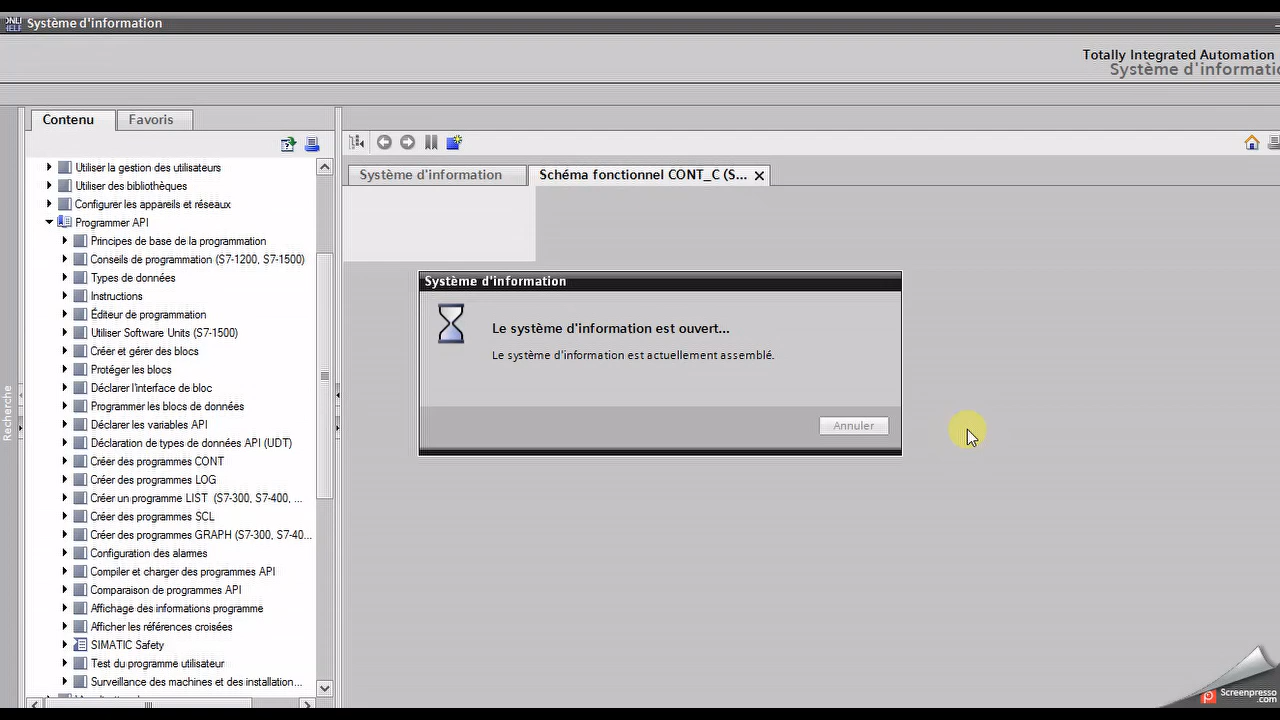 ONLI
HELF
Système d'information
Totally Integrated Automation
Système d'informatio
Contenu
Favoris
Système d'information
Schéma fonctionnel CONT_C (S...
Recherche
Utiliser la gestion des utilisateurs
Utiliser des bibliothèques
Configurer les appareils et réseaux
Programmer API
Principes de base de la programmation
Conseils de programmation (S7-1200, S7-1500)
Types de données
Instructions
Éditeur de programmation
Utiliser Software Units (S7-1500)
Créer et gérer des blocs
Protéger les blocs
Déclarer l'interface de bloc
Programmer les blocs de données
Déclarer les variables API
Déclaration de types de données API (UDT)
Créer des programmes CONT
Créer des programmes LOG
Créer un programme LIST (S7-300, S7-400, ...
Créer des programmes SCL
Créer des programmes GRAPH (S7-300, S7-40...
Configuration des alarmes
Compiler et charger des programmes API
Comparaison de programmes API
Affichage des informations programme
Afficher les références croisées
SIMATIC Safety
Test du programme utilisateur
Surveillance des machines et des installation...
Système d'information
Le système d'information est ouvert...
Le système d'information est actuellement assemblé.
Annuler
Screenpresso
.com